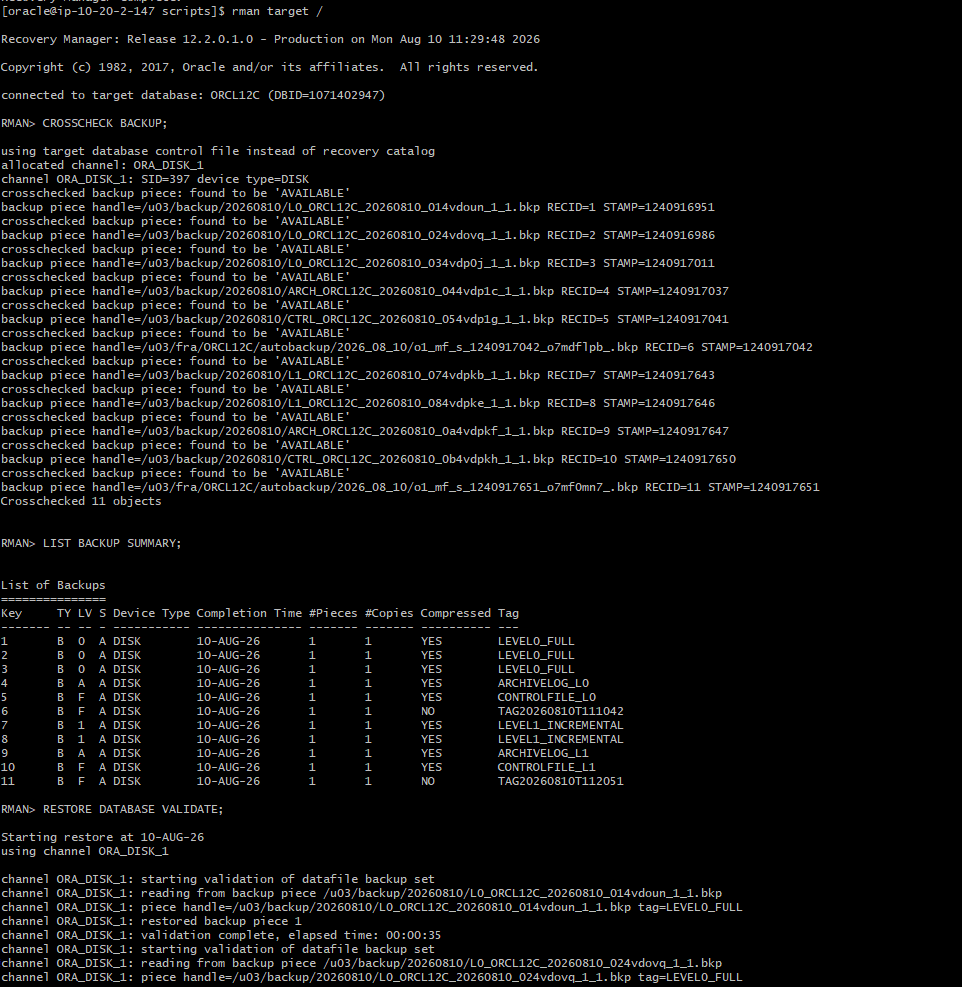 [oracle@ip-10-20-2-147 scripts]$ rman target /
Recovery Manager: Release 12.2.0.1.0 - Production on Mon Aug 10 11:29:48 2026
Copyright (c) 1982, 2017, Oracle and/or its affiliates.  All rights reserved.
connected to target database: ORCL12C (DBID=1071402947)
RMAN> CROSSCHECK BACKUP;
using target database control file instead of recovery catalog
allocated channel: ORA_DISK_1
channel ORA_DISK_1: SID=397 device type=DISK
crosschecked backup piece: found to be 'AVAILABLE'
backup piece handle=/u03/backup/20260810/L0_ORCL12C_20260810_014vdoun_1_1.bkp RECID=1 STAMP=1240916951
crosschecked backup piece: found to be 'AVAILABLE'
backup piece handle=/u03/backup/20260810/L0_ORCL12C_20260810_024vdovq_1_1.bkp RECID=2 STAMP=1240916986
crosschecked backup piece: found to be 'AVAILABLE'
backup piece handle=/u03/backup/20260810/L0_ORCL12C_20260810_034vdp0j_1_1.bkp RECID=3 STAMP=1240917011
crosschecked backup piece: found to be 'AVAILABLE'
backup piece handle=/u03/backup/20260810/ARCH_ORCL12C_20260810_044vdp1c_1_1.bkp RECID=4 STAMP=1240917037
crosschecked backup piece: found to be 'AVAILABLE'
backup piece handle=/u03/backup/20260810/CTRL_ORCL12C_20260810_054vdp1g_1_1.bkp RECID=5 STAMP=1240917041
crosschecked backup piece: found to be 'AVAILABLE'
backup piece handle=/u03/fra/ORCL12C/autobackup/2026_08_10/o1_mf_s_1240917042_o7mdflpb_.bkp RECID=6 STAMP=1240917042
crosschecked backup piece: found to be 'AVAILABLE'
backup piece handle=/u03/backup/20260810/L1_ORCL12C_20260810_074vdpkb_1_1.bkp RECID=7 STAMP=1240917643
crosschecked backup piece: found to be 'AVAILABLE'
backup piece handle=/u03/backup/20260810/L1_ORCL12C_20260810_084vdpke_1_1.bkp RECID=8 STAMP=1240917646
crosschecked backup piece: found to be 'AVAILABLE'
backup piece handle=/u03/backup/20260810/ARCH_ORCL12C_20260810_0a4vdpkf_1_1.bkp RECID=9 STAMP=1240917647
crosschecked backup piece: found to be 'AVAILABLE'
backup piece handle=/u03/backup/20260810/CTRL_ORCL12C_20260810_0b4vdpkh_1_1.bkp RECID=10 STAMP=1240917650
crosschecked backup piece: found to be 'AVAILABLE'
backup piece handle=/u03/fra/ORCL12C/autobackup/2026_08_10/o1_mf_s_1240917651_o7mf0mn7_.bkp RECID=11 STAMP=1240917651
Crosschecked 11 objects
RMAN> LIST BACKUP SUMMARY;
List of Backups
===============
Key     TY LV S Device Type Completion Time #Pieces #Copies Compressed Tag
------- -- -- - ----------- --------------- ------- ------- ---------- ---
1       B  0  A DISK        10-AUG-26       1       1       YES        LEVEL0_FULL
2       B  0  A DISK        10-AUG-26       1       1       YES        LEVEL0_FULL
3       B  0  A DISK        10-AUG-26       1       1       YES        LEVEL0_FULL
4       B  A  A DISK        10-AUG-26       1       1       YES        ARCHIVELOG_L0
5       B  F  A DISK        10-AUG-26       1       1       YES        CONTROLFILE_L0
6       B  F  A DISK        10-AUG-26       1       1       NO         TAG20260810T111042
7       B  1  A DISK        10-AUG-26       1       1       YES        LEVEL1_INCREMENTAL
8       B  1  A DISK        10-AUG-26       1       1       YES        LEVEL1_INCREMENTAL
9       B  A  A DISK        10-AUG-26       1       1       YES        ARCHIVELOG_L1
10      B  F  A DISK        10-AUG-26       1       1       YES        CONTROLFILE_L1
11      B  F  A DISK        10-AUG-26       1       1       NO         TAG20260810T112051
RMAN> RESTORE DATABASE VALIDATE;
Starting restore at 10-AUG-26
using channel ORA_DISK_1
channel ORA_DISK_1: starting validation of datafile backup set
channel ORA_DISK_1: reading from backup piece /u03/backup/20260810/L0_ORCL12C_20260810_014vdoun_1_1.bkp
channel ORA_DISK_1: piece handle=/u03/backup/20260810/L0_ORCL12C_20260810_014vdoun_1_1.bkp tag=LEVEL0_FULL
channel ORA_DISK_1: restored backup piece 1
channel ORA_DISK_1: validation complete, elapsed time: 00:00:35
channel ORA_DISK_1: starting validation of datafile backup set
channel ORA_DISK_1: reading from backup piece /u03/backup/20260810/L0_ORCL12C_20260810_024vdovq_1_1.bkp
channel ORA_DISK_1: piece handle=/u03/backup/20260810/L0_ORCL12C_20260810_024vdovq_1_1.bkp tag=LEVEL0_FULL